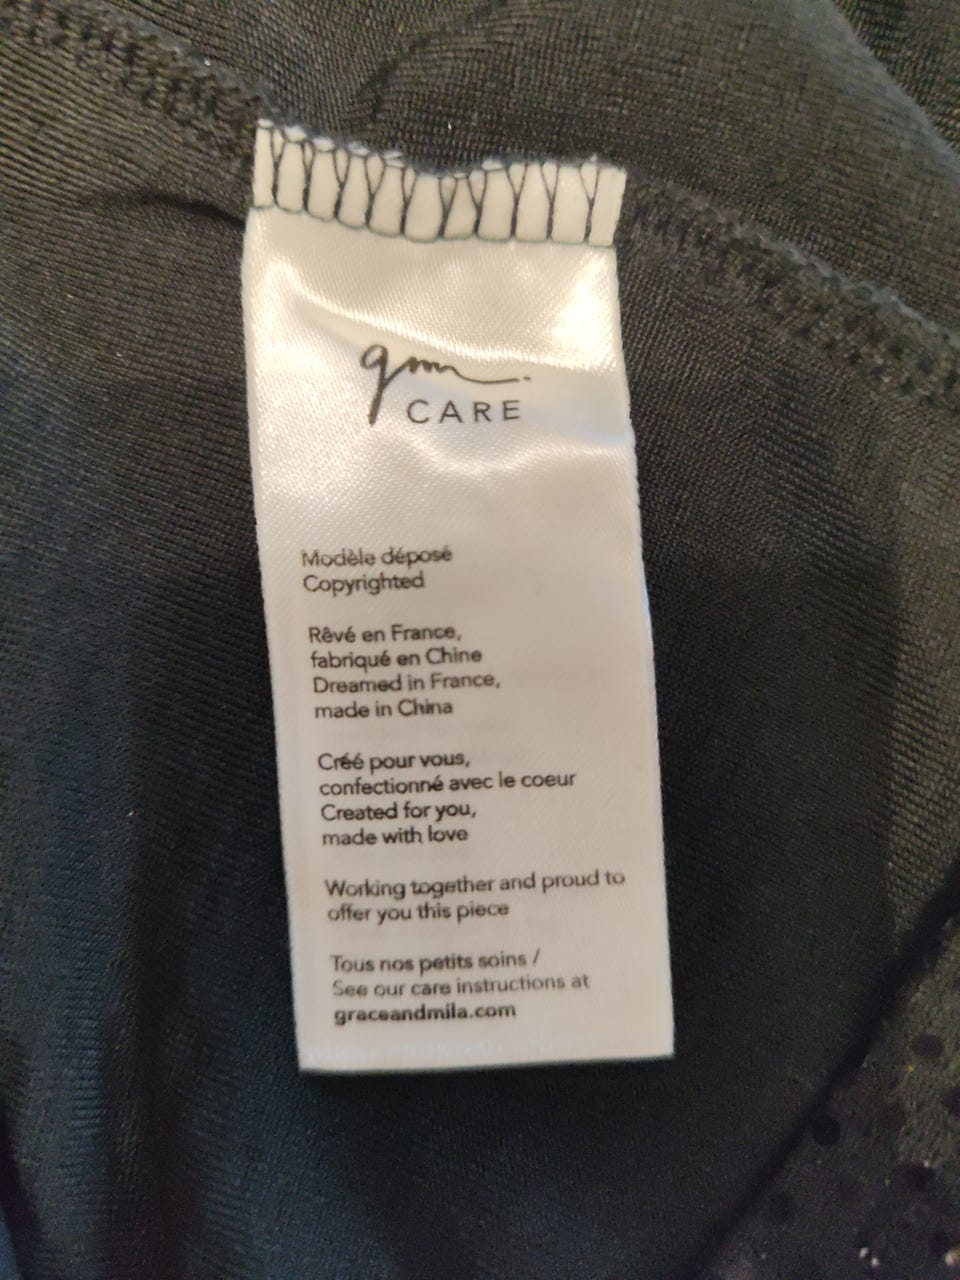 gm.
CARE
Modèle déposé
Copyrighted
Rêvé en France,
fabriqué en Chine
Dreamed in France,
made in China
Créé pour vous,
confectionné avec le coeur
Created for you,
made with love
Working together and proud to
offer you this piece
Tous nos petits soins /
See our care instructions at
graceandmila.com